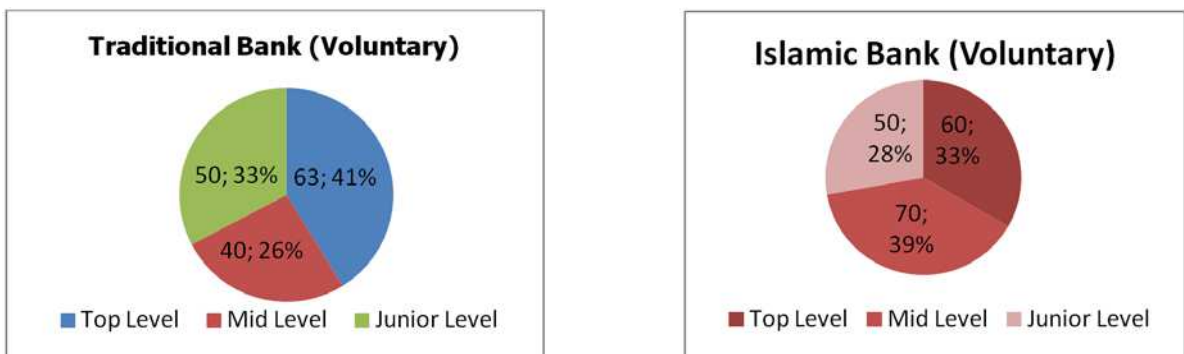 Traditional Bank (Voluntary)
50; 33%
63; 41%
40; 26%
Top Level
Mid Level
Junior Level
Islamic Bank (Voluntary)
50;
28%
60;
33%
70;
39%
Top Level
Mid Level
Junior Level